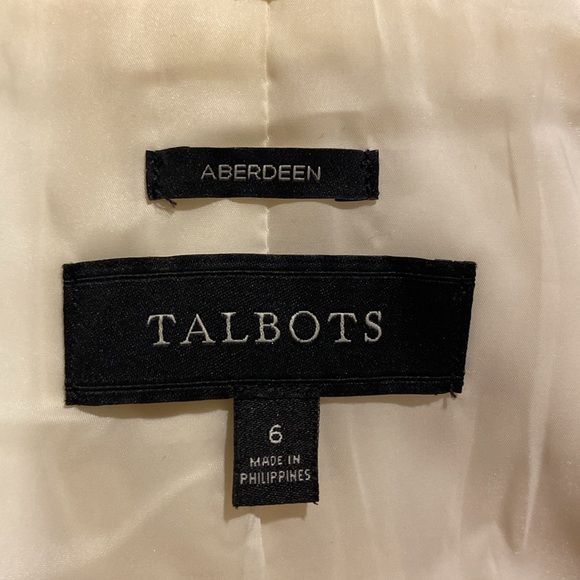 ABERDEEN
TALBOTS
6
MADE IN
PHILIPPINES